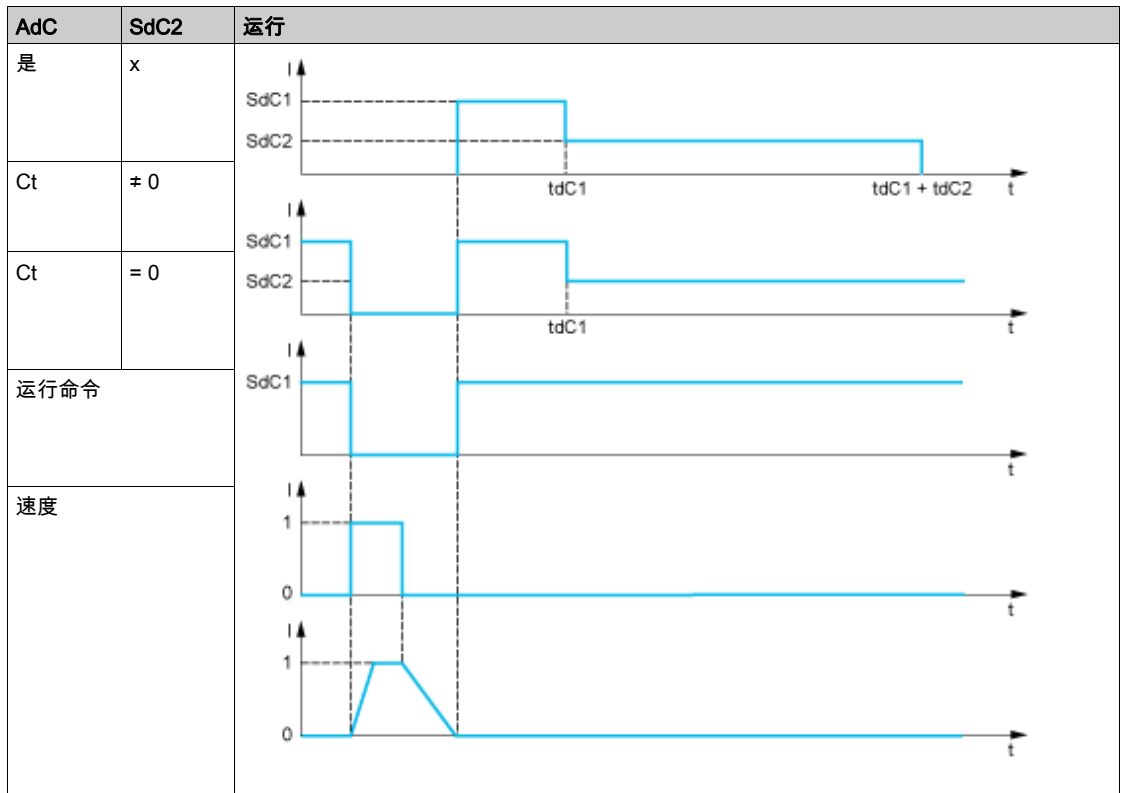 AdC SdC2 运行
是 x
I
SdC1
SdC2
tdC1 tdC1 + tdC2 t
Ct ≠ 0
I
SdC1
SdC2
tdC1 t
Ct = 0
I
SdC1
t
运行命令
I
1
0
t
速度
I
1
0
t